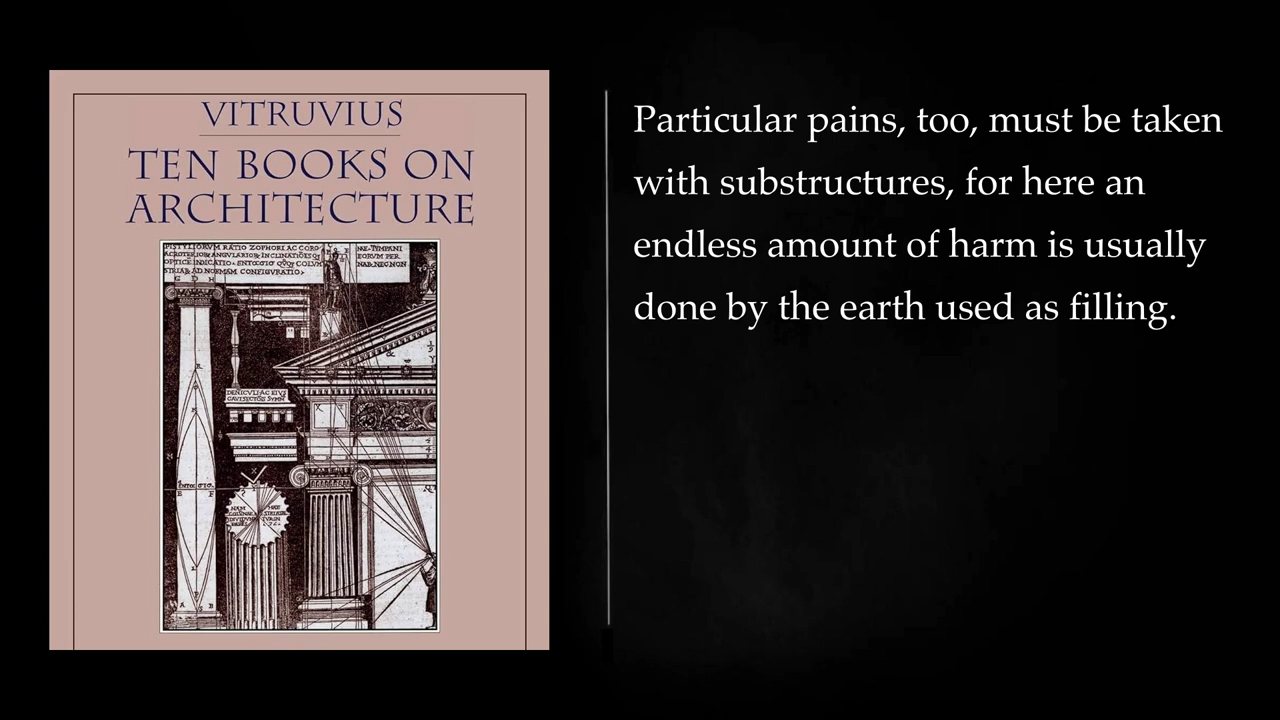 VITRUVIUS
TEN BOOKS ON
ARCHITECTURE
Particular pains, too, must be taken
with substructures, for here an
endless amount of harm is usually
done by the earth used as filling.